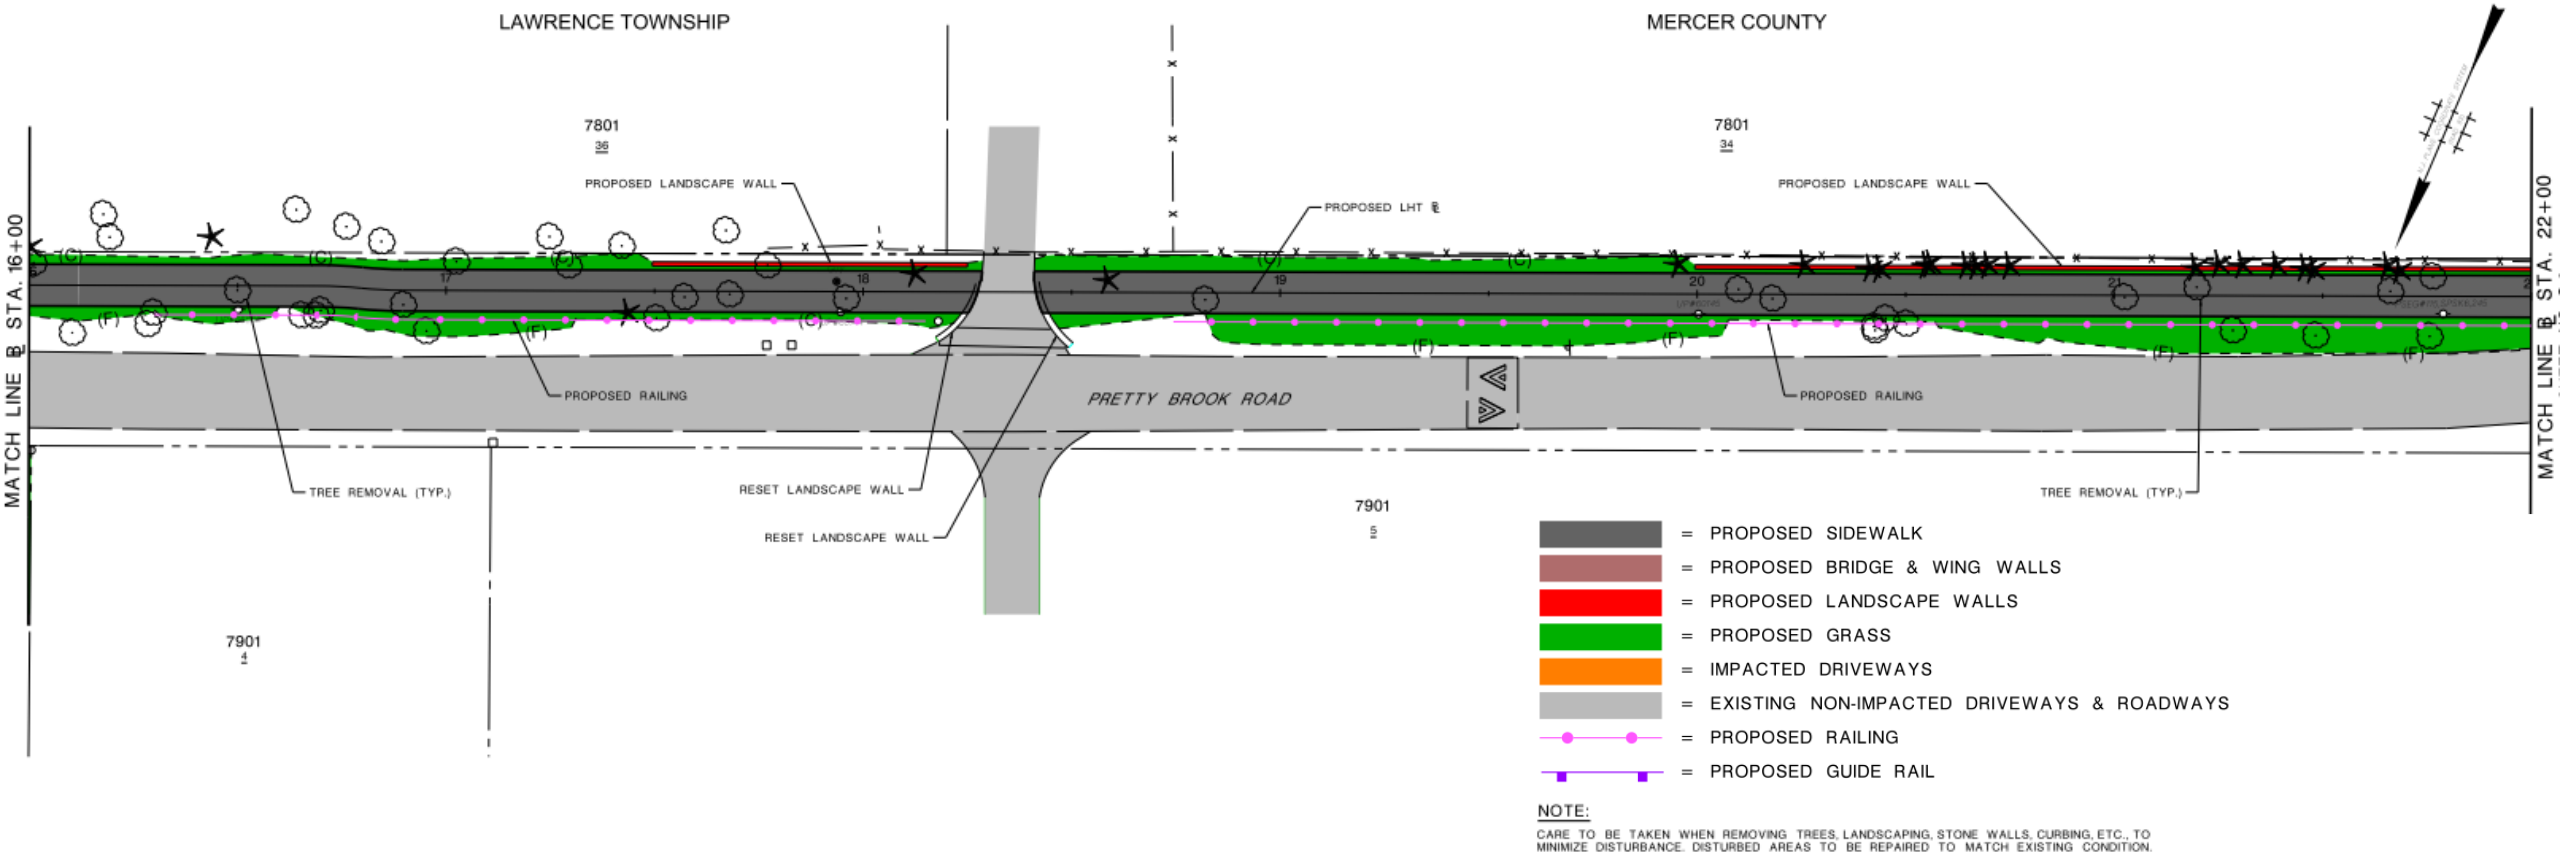 LAWRENCE TOWNSHIP
MERCER COUNTY
7801
36
7801
34
PROPOSED LANDSCAPE WALL
PROPOSED LANDSCAPE WALL
PROPOSED LHT ℄
MATCH LINE ℄ STA. 16+00
MATCH LINE ℄ STA. 22+00
(C)
(C)
(C)
(C)
(C)
17
18
19
20
21
(F)
(F)
(C)
(F)
(F)
(F)
(F)
PROPOSED RAILING
PRETTY BROOK ROAD
PROPOSED RAILING
TREE REMOVAL (TYP.)
RESET LANDSCAPE WALL
RESET LANDSCAPE WALL
TREE REMOVAL (TYP.)
7901
5
7901
4
= PROPOSED SIDEWALK
= PROPOSED BRIDGE & WING WALLS
= PROPOSED LANDSCAPE WALLS
= PROPOSED GRASS
= IMPACTED DRIVEWAYS
= EXISTING NON-IMPACTED DRIVEWAYS & ROADWAYS
= PROPOSED RAILING
= PROPOSED GUIDE RAIL
NOTE:
CARE TO BE TAKEN WHEN REMOVING TREES, LANDSCAPING, STONE WALLS, CURBING, ETC., TO
MINIMIZE DISTURBANCE. DISTURBED AREAS TO BE REPAIRED TO MATCH EXISTING CONDITION.